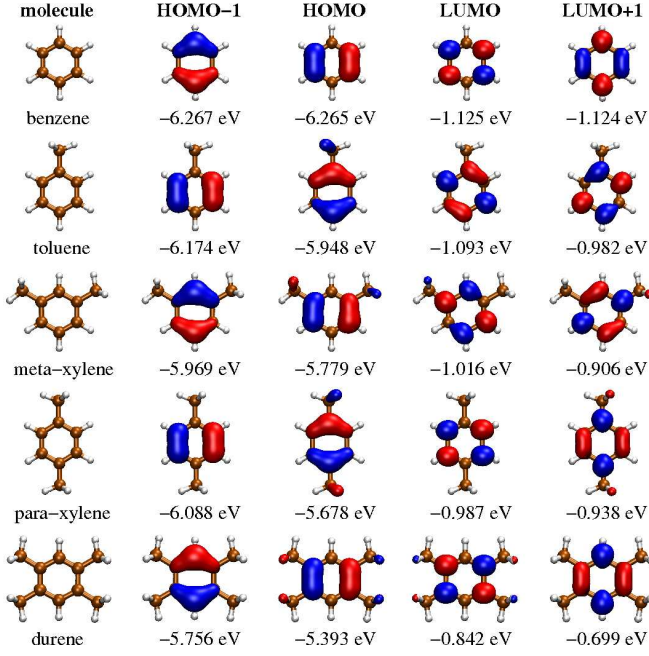 molecule HOMO−1 HOMO LUMO LUMO+1
benzene −6.267 eV −6.265 eV −1.125 eV −1.124 eV
toluene −6.174 eV −5.948 eV −1.093 eV −0.982 eV
meta−xylene −5.969 eV −5.779 eV −1.016 eV −0.906 eV
para−xylene −6.088 eV −5.678 eV −0.987 eV −0.938 eV
durene −5.756 eV −5.393 eV −0.842 eV −0.699 eV